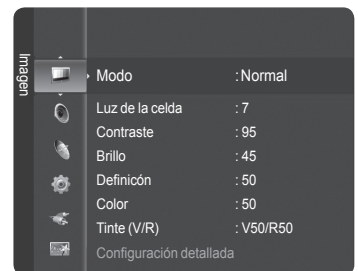 Imagen
Modo :Normal
Luz de la celda : 7
Contraste : 95
Brillo : 45
Definicón : 50
Color : 50
Tinte (V/R) : V50/R50
Configuración detallada